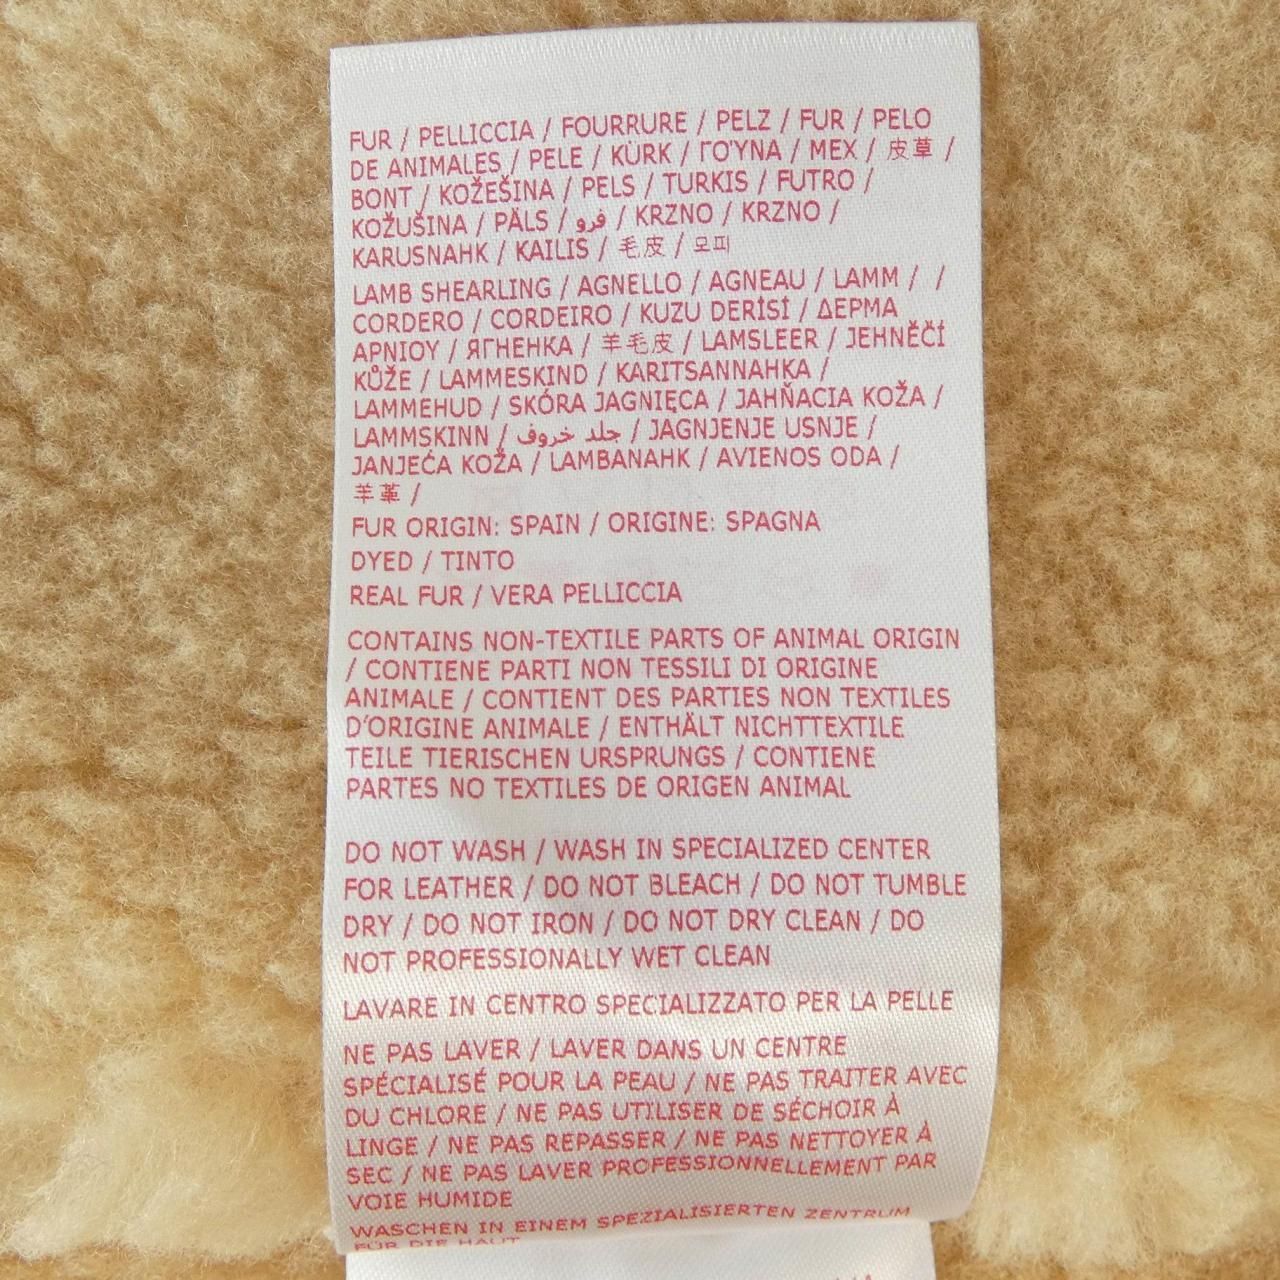 FUR / PELLICCIA / FOURRURE / PELZ / FUR / PELO
DE ANIMALES / PELE / KÜRK / ΓΟΎΝΑ / MEX / 皮草 /
BONT / KOŽEŠINA / PELS / TURKIS / FUTRO /
KOŽUŠINA / PÄLS / فرو / KRZNO / KRZNO /
KARUSNAHK / KAILIS / 毛皮 / 모피
LAMB SHEARLING / AGNELLO / AGNEAU / LAMM / /
CORDERO / CORDEIRO / KUZU DERİSİ / ΔΕΡΜΑ
ΑΡΝΙΟΥ / ЯГНЕНКА / 羊毛皮 / LAMSLEER / JEHNĚČÍ
KŮŽE / LAMMESKIND / KARITSANNAHKA /
LAMMEHUD / SKÓRA JAGNIĘCA / JAHŇACIA KOŽA /
LAMMSKINN / جلد خروف / JAGNJENJE USNJE /
JANJEĆA KOŽA / LAMBANAHK / AVIENOS ODA /
羊革 /
FUR ORIGIN: SPAIN / ORIGINE: SPAGNA
DYED / TINTO
REAL FUR / VERA PELLICCIA
CONTAINS NON-TEXTILE PARTS OF ANIMAL ORIGIN
/ CONTIENE PARTI NON TESSILI DI ORIGINE
ANIMALE / CONTIENT DES PARTIES NON TEXTILES
D'ORIGINE ANIMALE / ENTHÄLT NICHTTEXTILE
TEILE TIERISCHEN URSPRUNGS / CONTIENE
PARTES NO TEXTILES DE ORIGEN ANIMAL
DO NOT WASH / WASH IN SPECIALIZED CENTER
FOR LEATHER / DO NOT BLEACH / DO NOT TUMBLE
DRY / DO NOT IRON / DO NOT DRY CLEAN / DO
NOT PROFESSIONALLY WET CLEAN
LAVARE IN CENTRO SPECIALIZZATO PER LA PELLE
NE PAS LAVER / LAVER DANS UN CENTRE
SPÉCIALISÉ POUR LA PEAU / NE PAS TRAITER AVEC
DU CHLORE / NE PAS UTILISER DE SÉCHOIR À
LINGE / NE PAS REPASSER / NE PAS NETTOYER À
SEC / NE PAS LAVER PROFESSIONNELLEMENT PAR
VOIE HUMIDE
WASCHEN IN EINEM SPEZIALISIERTEN ZENTRUM
FÜR DIE HAUT